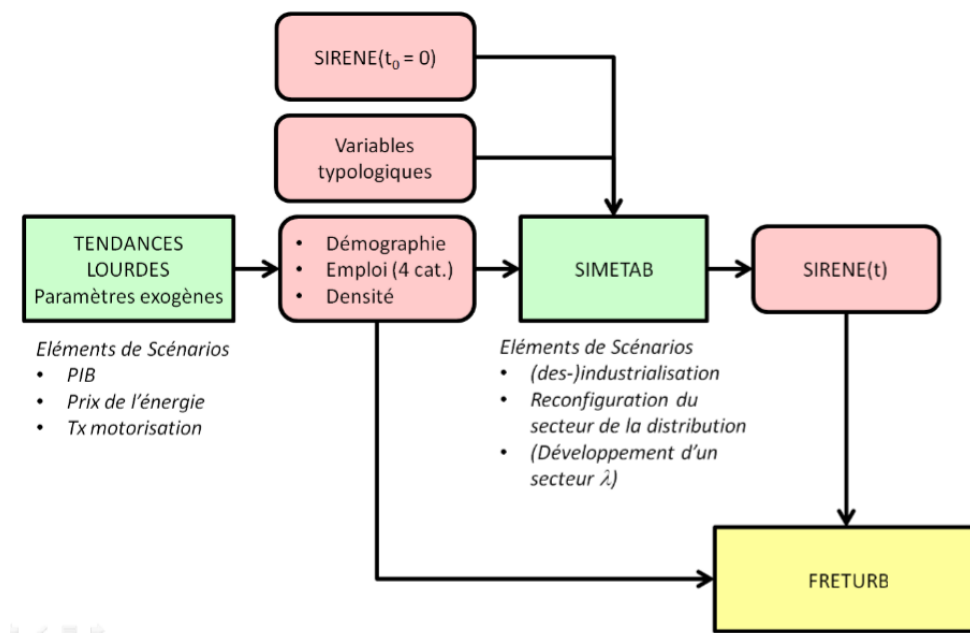 SIRENE(t₀ = 0)
Variables
typologiques
TENDANCES
LOURDES
Paramètres exogènes
• Démographie
• Emploi (4 cat.)
• Densité
SIMETAB
SIRENE(t)
Eléments de Scénarios
• PIB
• Prix de l'énergie
• Tx motorisation
Eléments de Scénarios
• (des-)industrialisation
• Reconfiguration du
secteur de la distribution
• (Développement d'un
secteur λ)
FRETURB